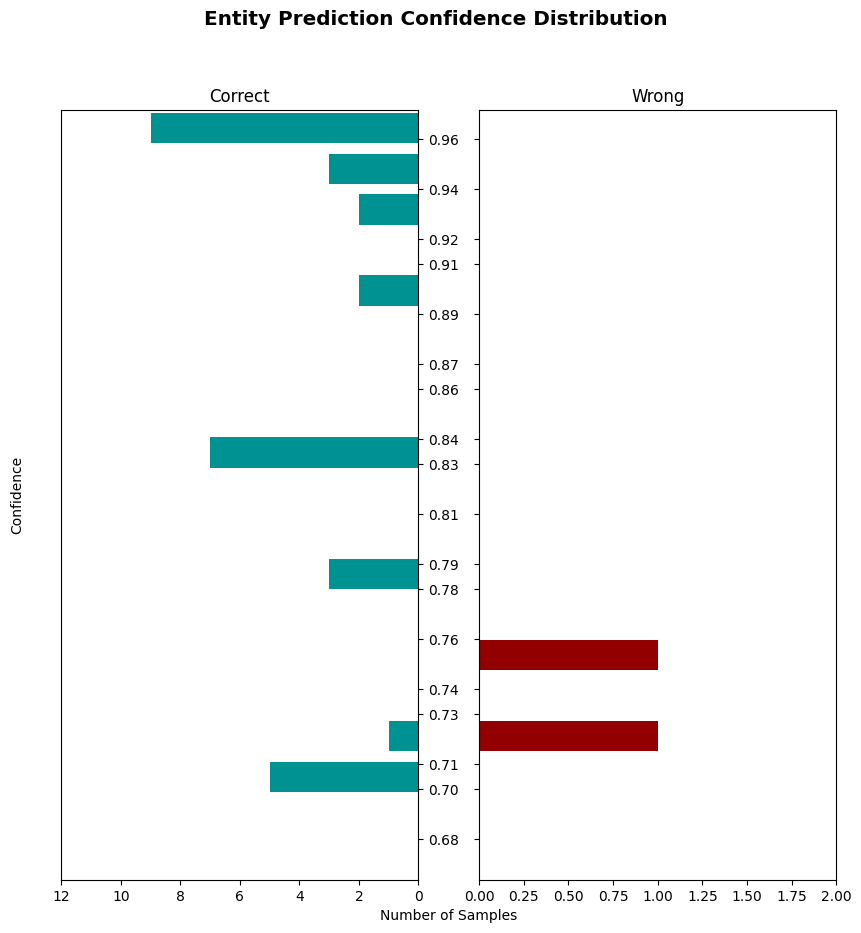 Entity Prediction Confidence Distribution
Correct
Wrong
Confidence
0.96
0.94
0.92
0.91
0.89
0.87
0.86
0.84
0.83
0.81
0.79
0.78
0.76
0.74
0.73
0.71
0.70
0.68
12 10 8 6 4 2 0
0.00 0.25 0.50 0.75 1.00 1.25 1.50 1.75 2.00
Number of Samples